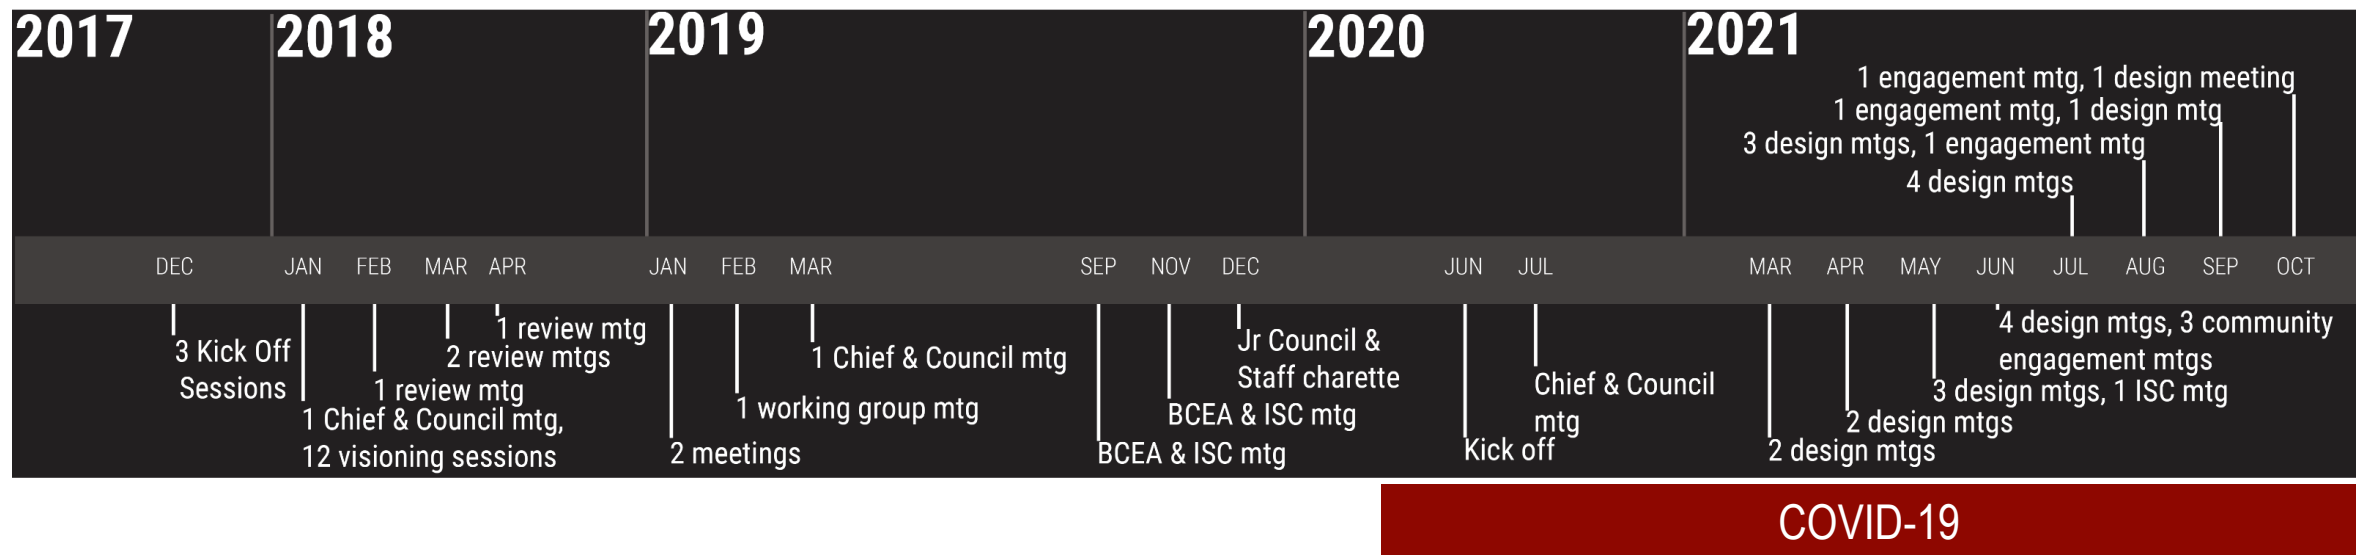 2017
2018
2019
2020
2021
1 engagement mtg, 1 design meeting
1 engagement mtg, 1 design mtg
3 design mtgs, 1 engagement mtg
4 design mtgs
DEC JAN FEB MAR APR JAN FEB MAR SEP NOV DEC JUN JUL MAR APR MAY JUN JUL AUG SEP OCT
3 Kick Off
Sessions
1 Chief & Council mtg,
12 visioning sessions
1 review mtg
2 review mtgs
1 review mtg
2 meetings
1 working group mtg
1 Chief & Council mtg
BCEA & ISC mtg
BCEA & ISC mtg
Jr Council &
Staff charette
Kick off
Chief & Council
mtg
2 design mtgs
2 design mtgs
3 design mtgs, 1 ISC mtg
4 design mtgs, 3 community
engagement mtgs
COVID-19